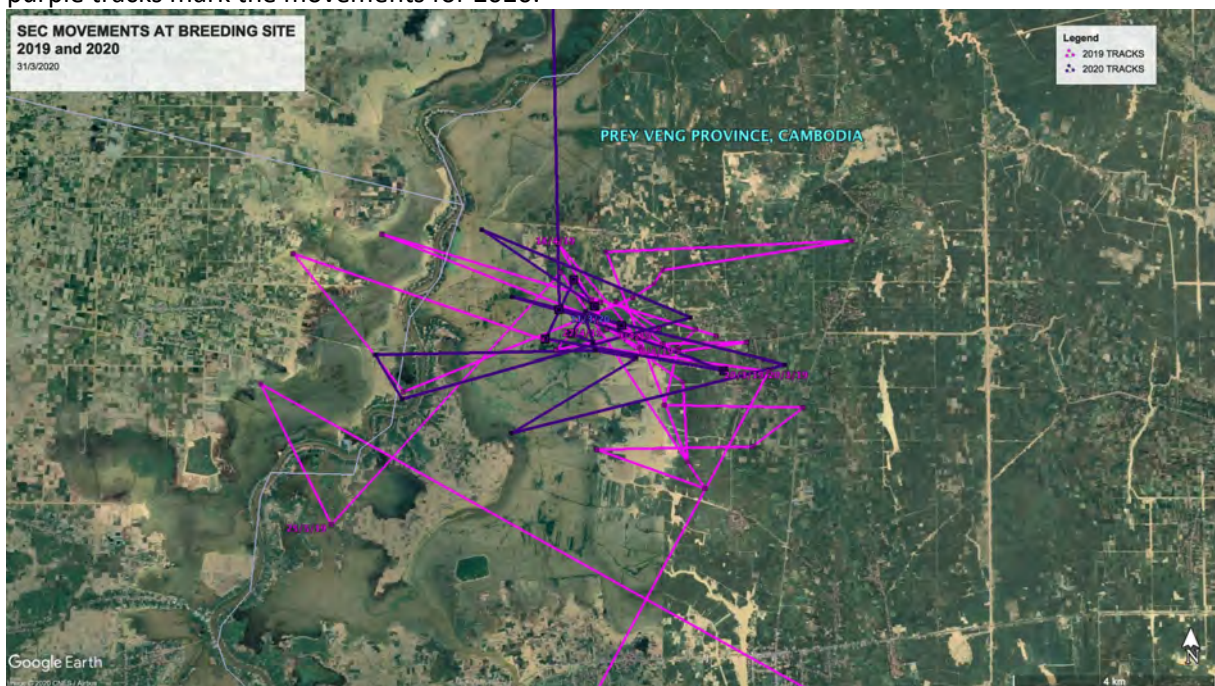 purple tracks mark the movements for 2020.
SEC MOVEMENTS AT BREEDING SITE
2019 and 2020
31/3/2020
Legend
2019 TRACKS
2020 TRACKS
PREY VENG PROVINCE, CAMBODIA
Google Earth
N
4 km